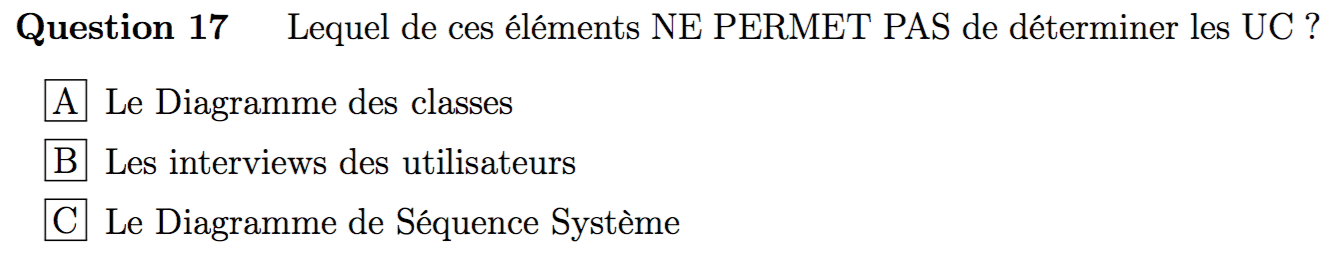 Question 17 Lequel de ces éléments NE PERMET PAS de déterminer les UC ?
A Le Diagramme des classes
B Les interviews des utilisateurs
C Le Diagramme de Séquence Système